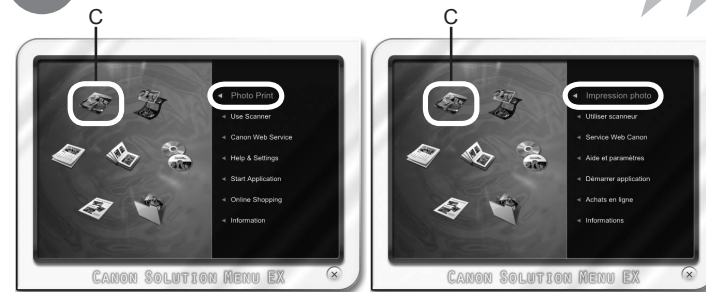 C
Photo Print
Use Scanner
Canon Web Service
Help & Settings
Start Application
Online Shopping
Information
CANON SOLUTION MENU EX
C
Impression photo
Utiliser scanneur
Service Web Canon
Aide et paramètres
Démarrer application
Achats en ligne
Informations
CANON SOLUTION MENU EX